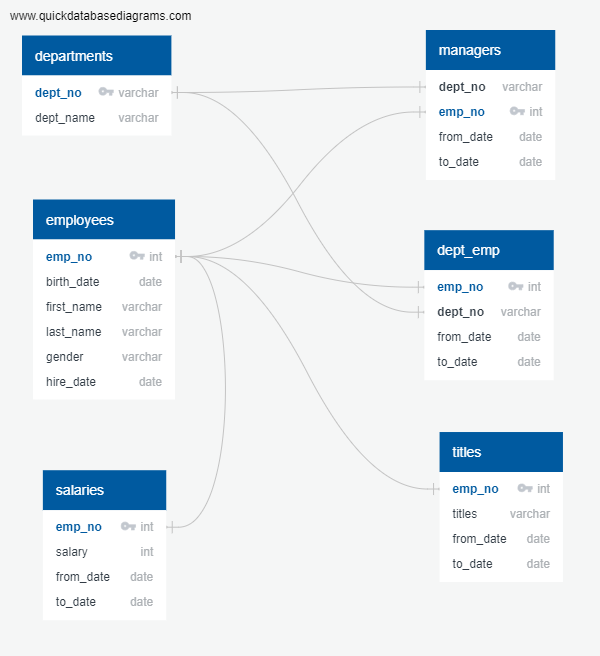 www.quickdatabasediagrams.com
departments
dept_no varchar
dept_name varchar
managers
dept_no varchar
emp_no int
from_date date
to_date date
employees
emp_no int
birth_date date
first_name varchar
last_name varchar
gender varchar
hire_date date
dept_emp
emp_no int
dept_no varchar
from_date date
to_date date
salaries
emp_no int
salary int
from_date date
to_date date
titles
emp_no int
titles varchar
from_date date
to_date date